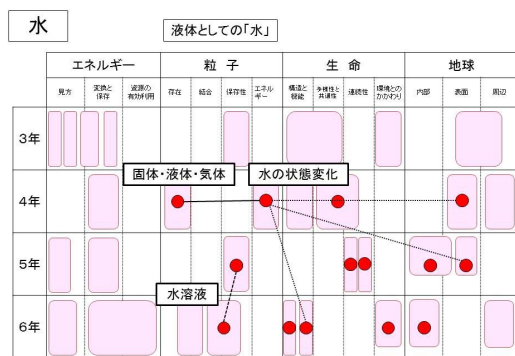 水
液体としての「水」
エネルギー 粒子 生命 地球
見方 変換と保存 資源の有効利用 存在 結合 保存性 エネルギー 構造と機能 多様性と共通性 連続性 環境とのかかわり 内部 表面 周辺
3年
固体・液体・気体 水の状態変化
4年
5年
水溶液
6年